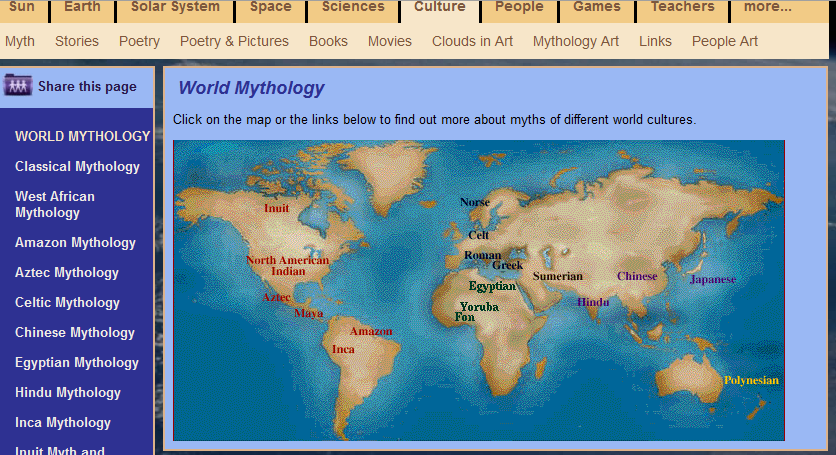 Sun Earth Solar System Space Sciences Culture People Games Teachers more...
Myth Stories Poetry Poetry & Pictures Books Movies Clouds in Art Mythology Art Links People Art
Share this page
WORLD MYTHOLOGY
Classical Mythology
West African
Mythology
Amazon Mythology
Aztec Mythology
Celtic Mythology
Chinese Mythology
Egyptian Mythology
Hindu Mythology
Inca Mythology
Inuit Myth and
World Mythology
Click on the map or the links below to find out more about myths of different world cultures.
Inuit
Norse
Celt
Roman
Greek
North American
Indian
Sumerian
Chinese
Japanese
Egyptian
Aztec
Hindu
Yoruba
Maya
Fon
Amazon
Inca
Polynesian